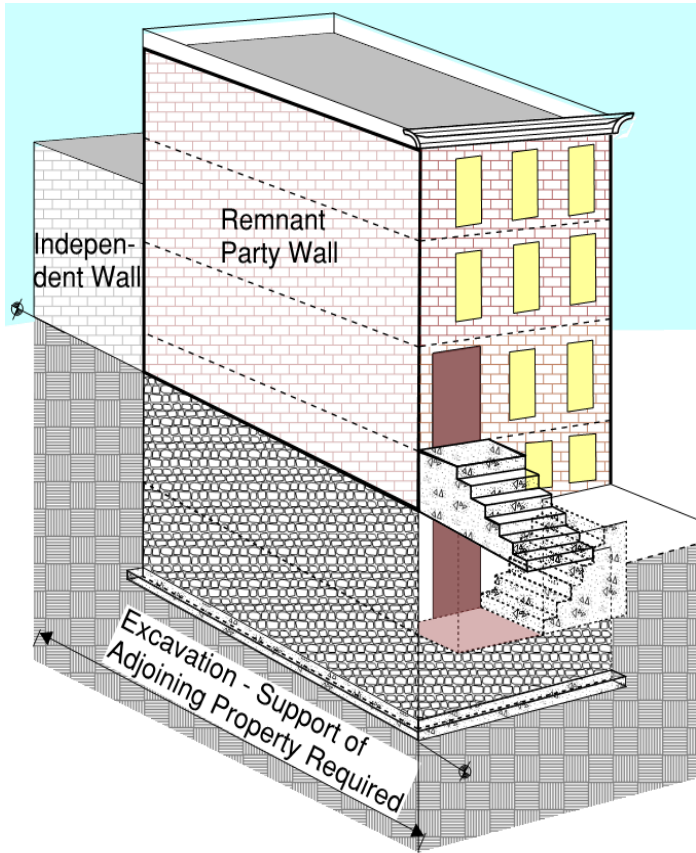 Remnant
Party Wall
Indepen-
dent Wall
Excavation - Support of
Adjoining Property Required